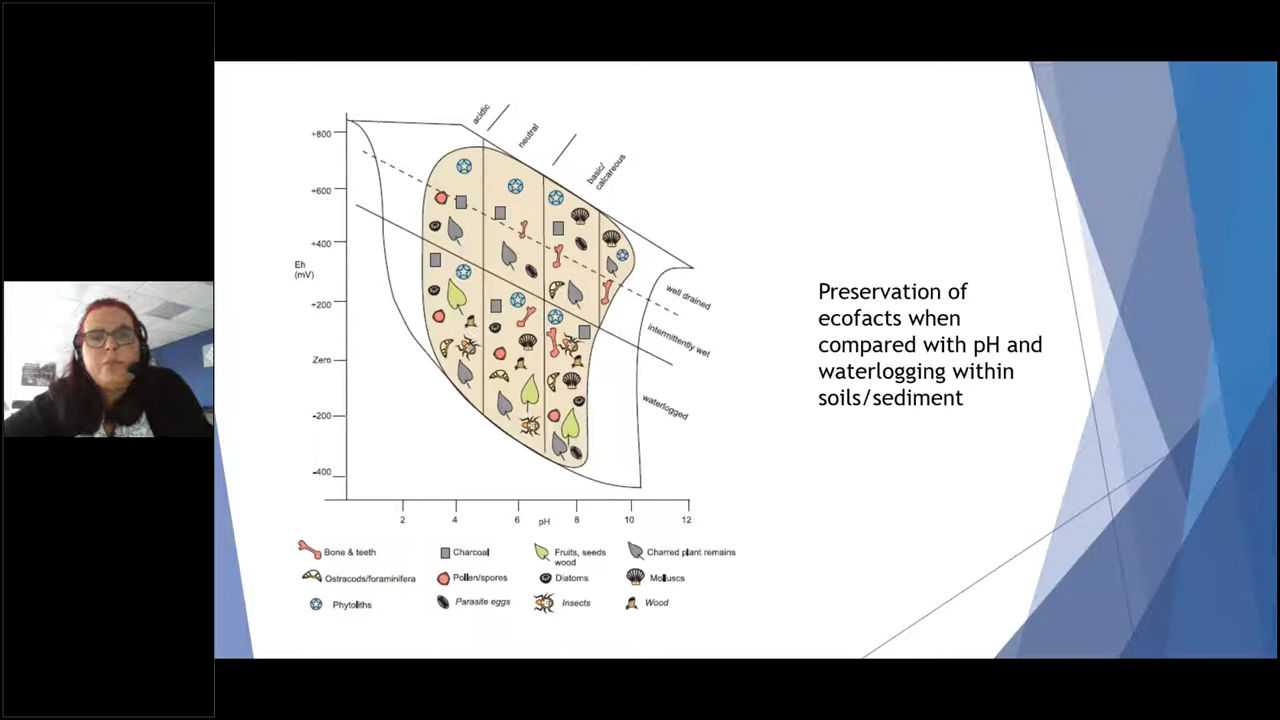 acidic
neutral
basic/
calcareous
+800
+600
+400
Eh
(mV)
+200
Zero
-200
-400
well drained
intermittently wet
waterlogged
2 4 6 pH 8 10 12
Bone & teeth Charcoal Fruits, seeds wood Charred plant remains
Ostracods/foraminifera Pollen/spores Diatoms Molluscs
Phytoliths Parasite eggs Insects Wood
Preservation of
ecofacts when
compared with pH and
waterlogging within
soils/sediment